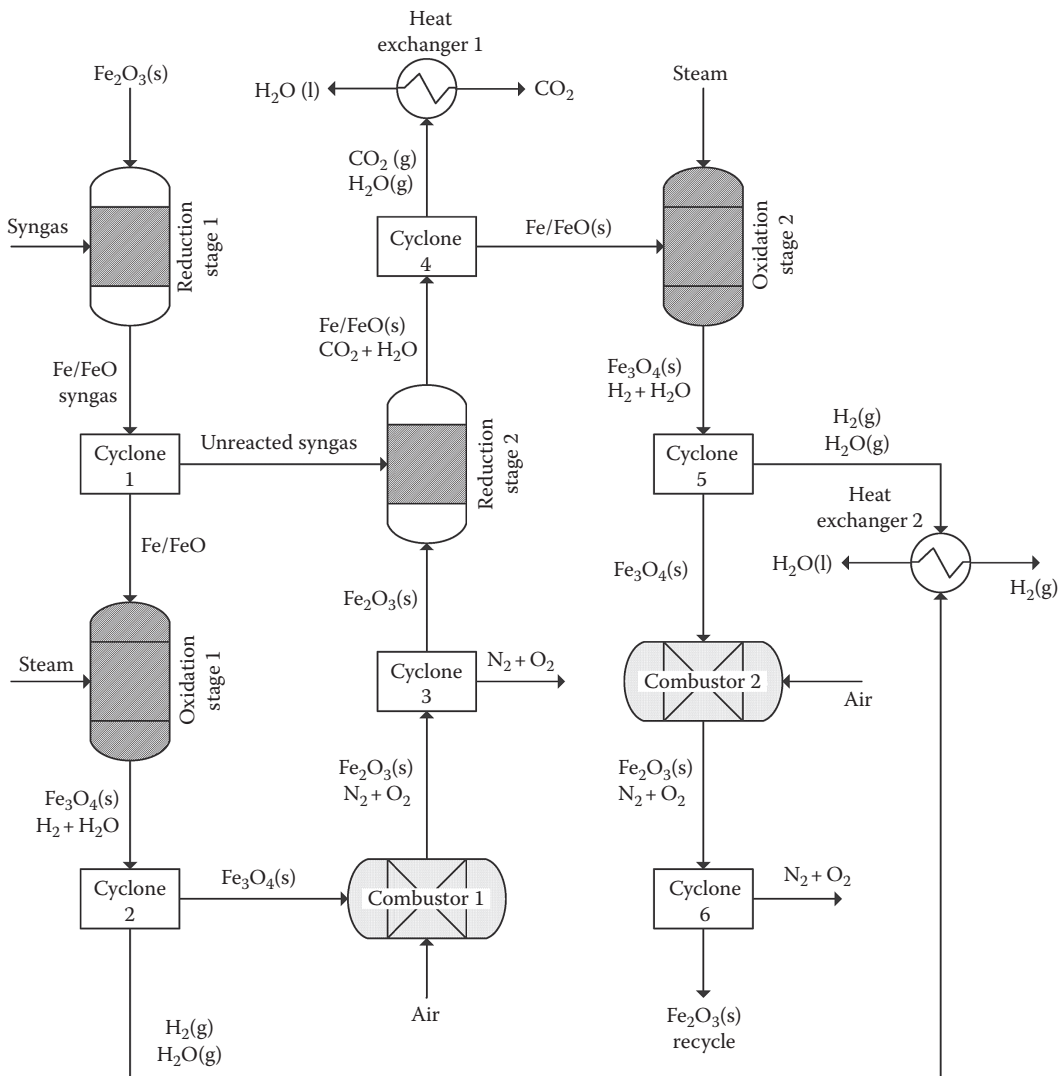 Heat
exchanger 1
Fe₂O₃(s)
H₂O (l)
CO₂
Steam
Syngas
Reduction
stage 1
CO₂ (g)
H₂O(g)
Cyclone
4
Fe/FeO(s)
Oxidation
stage 2
Fe/FeO
syngas
Fe/FeO(s)
CO₂ + H₂O
Fe₃O₄(s)
H₂ + H₂O
Cyclone
1
Unreacted syngas
Reduction
stage 2
Cyclone
5
H₂(g)
H₂O(g)
Heat
exchanger 2
Fe/FeO
Fe₂O₃(s)
Fe₃O₄(s)
H₂O(l)
H₂(g)
Steam
Oxidation
stage 1
Cyclone
3
N₂ + O₂
Combustor 2
Air
Fe₃O₄(s)
H₂ + H₂O
Fe₂O₃(s)
N₂ + O₂
Fe₂O₃(s)
N₂ + O₂
Cyclone
2
Fe₃O₄(s)
Combustor 1
Cyclone
6
N₂ + O₂
Air
H₂(g)
H₂O(g)
Fe₂O₃(s)
recycle